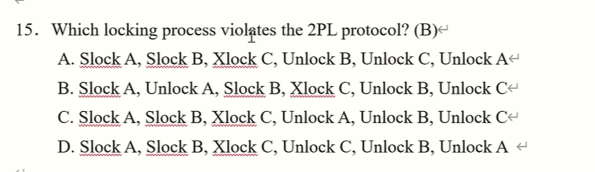 15. Which locking process violates the 2PL protocol? (B)↵
A. Slock A, Slock B, Xlock C, Unlock B, Unlock C, Unlock A↵
B. Slock A, Unlock A, Slock B, Xlock C, Unlock B, Unlock C↵
C. Slock A, Slock B, Xlock C, Unlock A, Unlock B, Unlock C↵
D. Slock A, Slock B, Xlock C, Unlock C, Unlock B, Unlock A ↵